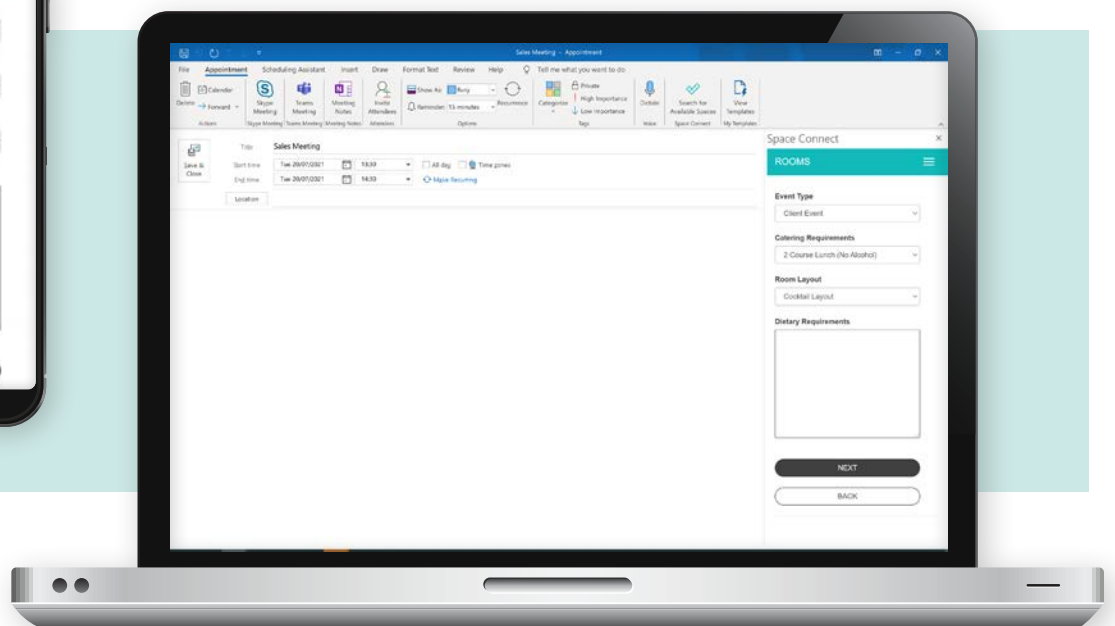 Sales Meeting - Appointment
File Appointment Scheduling Assistant Insert Draw Format Text Review Help Tell me what you want to do
Delete
Calendar
Forward
Actions
Skype Meeting
Skype Meeting
Teams Meeting
Teams Meeting
Meeting Notes
Meeting Notes
Invite Attendees
Attendees
Show As: Busy
Reminder: 15 minutes
Recurrence
Options
Categorize
Private
High Importance
Low Importance
Tags
Dictate
Voice
Search for Available Spaces
Space Connect
View Templates
My Templates
Save & Close
Title Sales Meeting
Start time Tue 20/07/2021
All day Time zones
End time Tue 20/07/2021
Make Recurring
Location
Space Connect
ROOMS
Event Type
Client Event
Catering Requirements
2 Course Lunch (No Alcohol)
Room Layout
Cocktail Layout
Dietary Requirements
NEXT
BACK